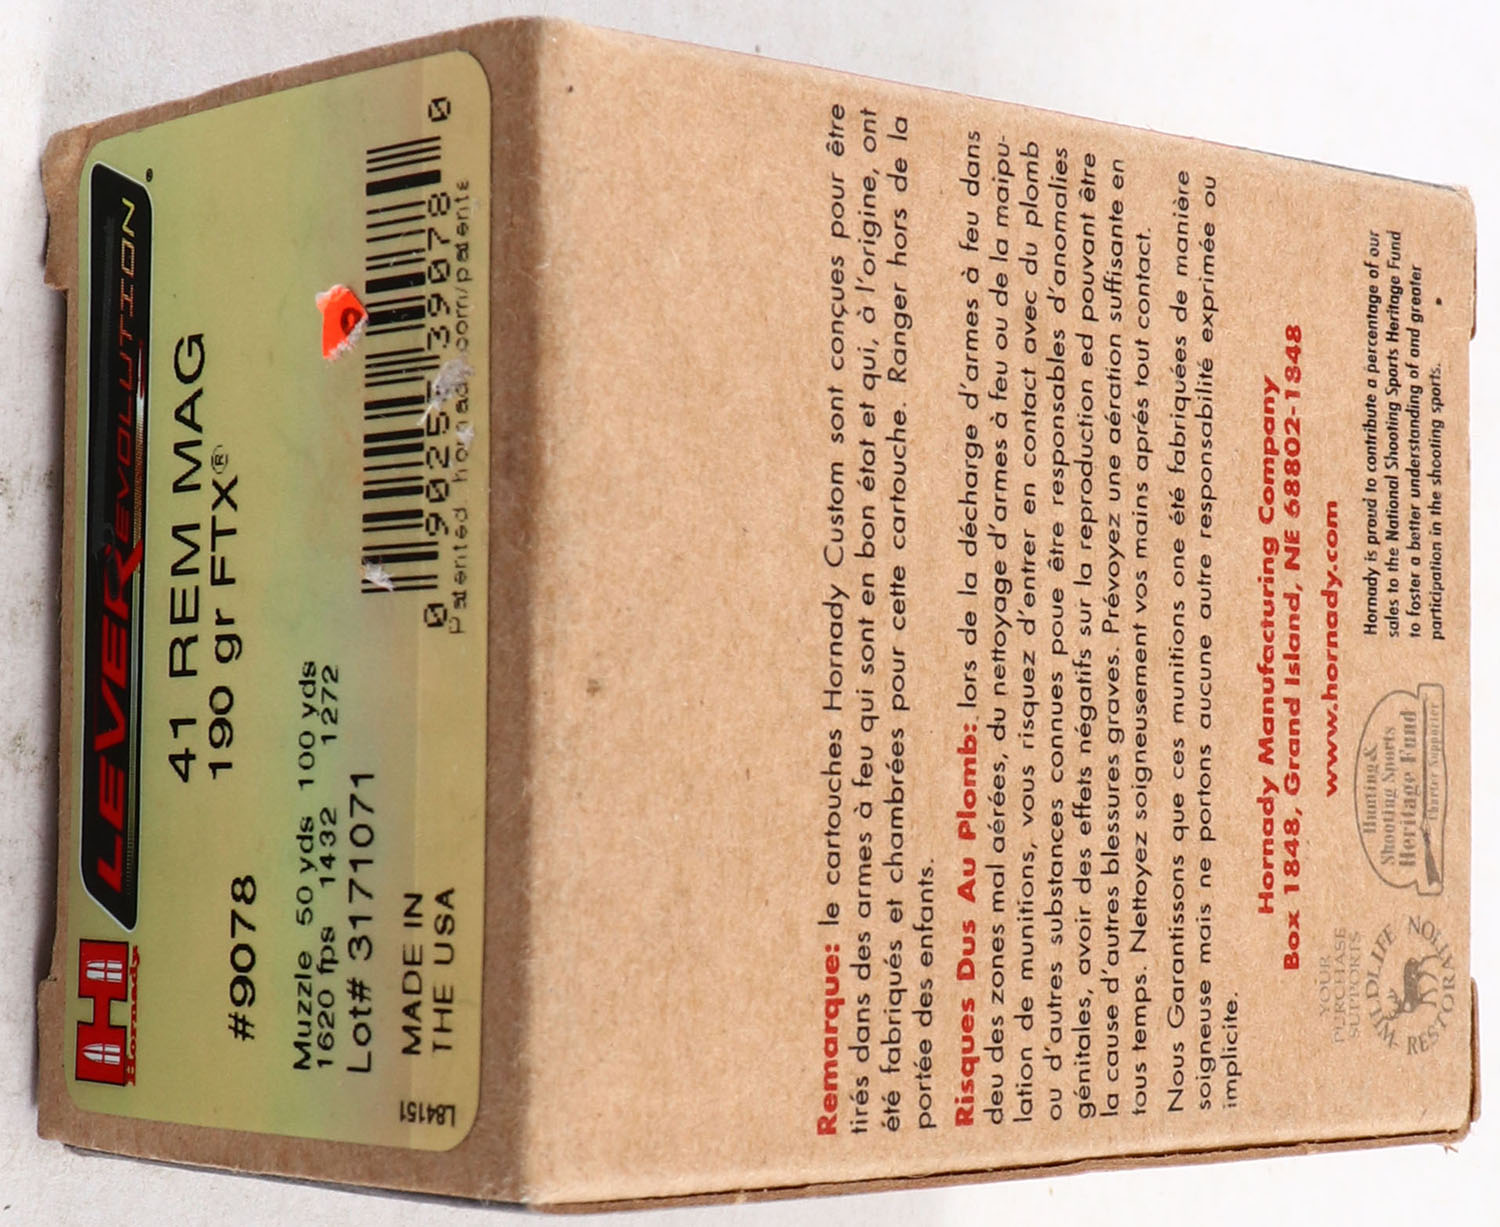 Hornady
LEVEREVOLUTION®
41 REM MAG
190 gr FTX®
#9078
Muzzle 50 yds 100 yds
1620 fps 1432 1272
Lot# 3171071
MADE IN
THE USA
L84151
0 90255 39078 0
Patented hornady.com/patents
Remarque: le cartouches Hornady Custom sont conçues pour être
tirés dans des armes à feu qui sont en bon état et qui, à l'origine, ont
été fabriqués et chambrées pour cette cartouche. Ranger hors de la
portée des enfants.
Risques Dus Au Plomb: lors de la décharge d'armes à feu dans
deu des zones mal aérées, du nettoyage d'armes à feu ou de la maipu-
lation de munitions, vous risquez d'entrer en contact avec du plomb
ou d'autres substances connues poue être responsables d'anomalies
génitales, avoir des effets négatifs sur la reproduction ed pouvant être
la cause d'autres blessures graves. Prévoyez une aération suffisante en
tous temps. Nettoyez soigneusement vos mains aprés tout contact.
Nous Garantissons que ces munitions one été fabriquées de manière
soigneuse mais ne portons aucune autre responsabilité exprimée ou
implicite.
Hornady Manufacturing Company
Box 1848, Grand Island, NE 68802-1848
www.hornady.com
YOUR
PURCHASE
SUPPORTS
WILDLIFE
RESTORATION
Hunting &
Shooting Sports
Heritage Fund
Charter Supporter
Hornady is proud to contribute a percentage of our
sales to the National Shooting Sports Heritage Fund
to foster a better understanding of and greater
participation in the shooting sports.